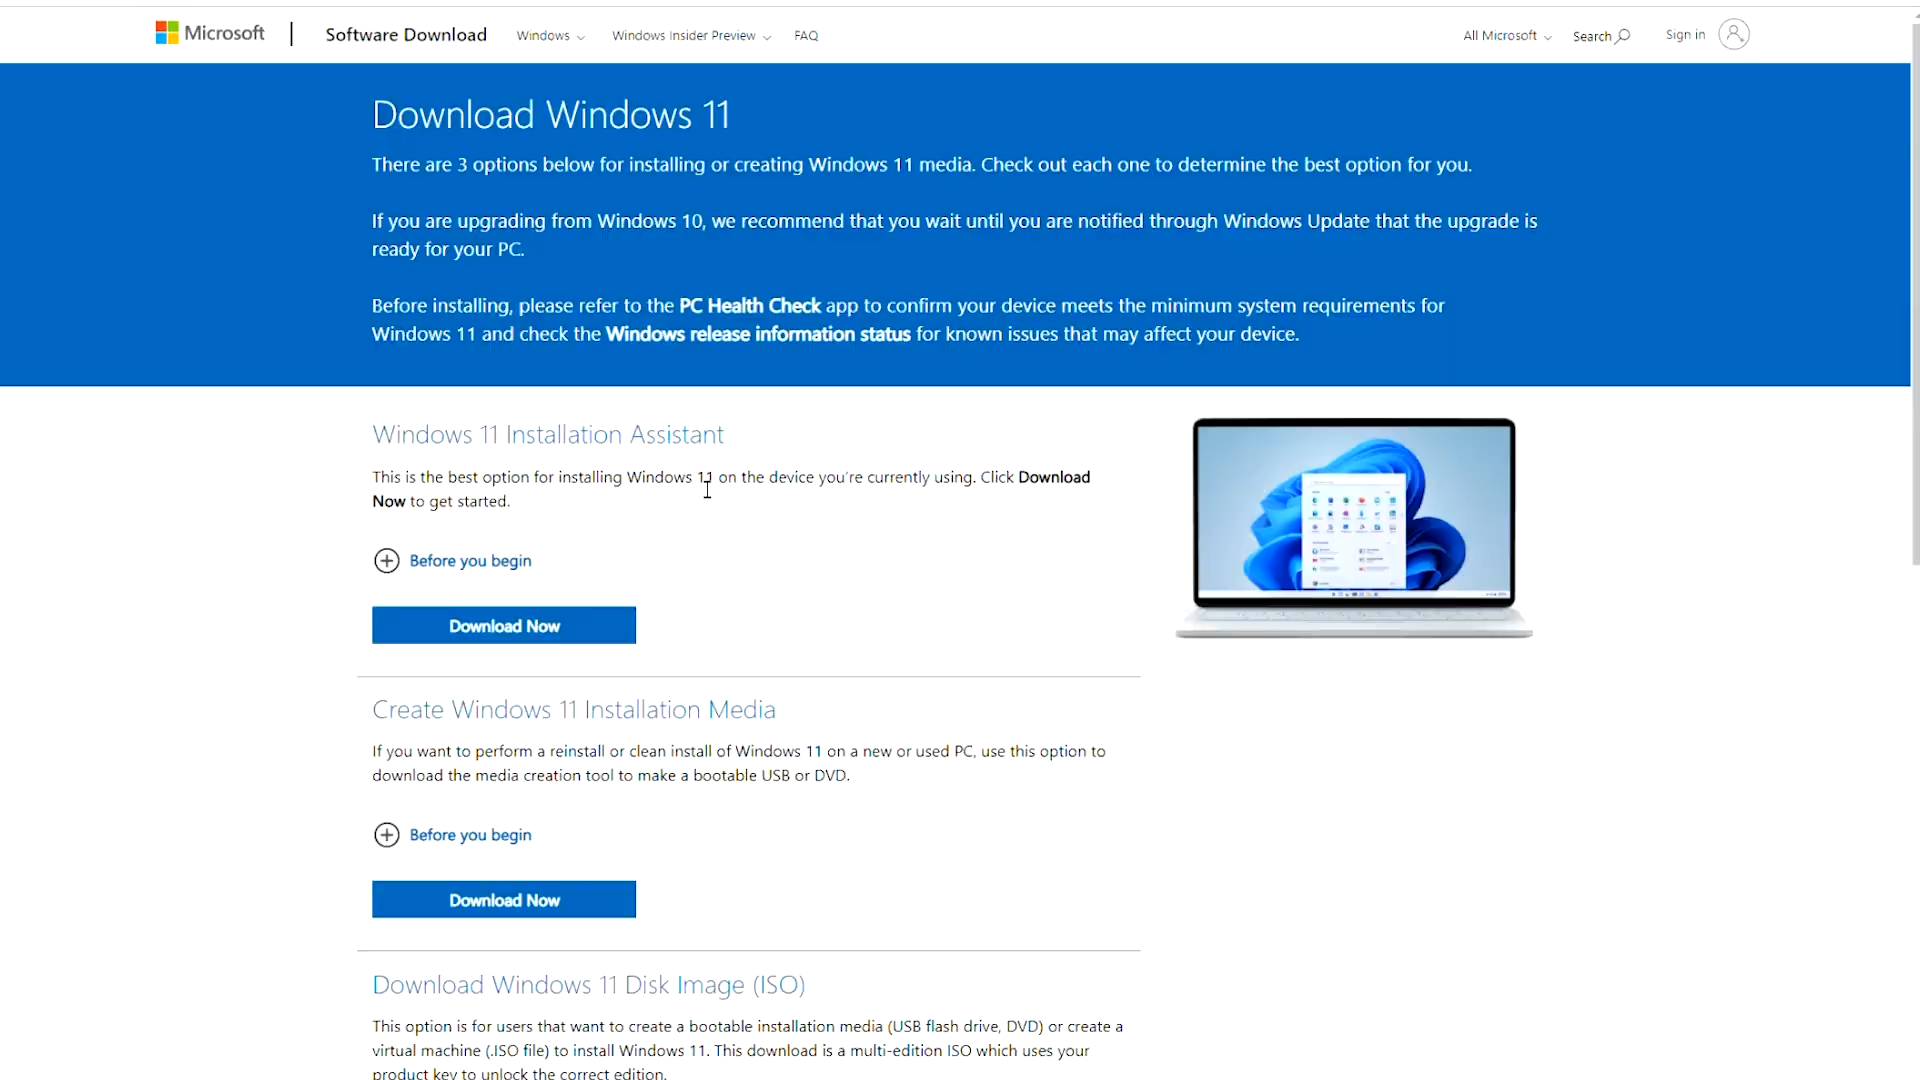 Microsoft
Software Download
Windows
Windows Insider Preview
FAQ
All Microsoft
Search
Sign in
Download Windows 11
There are 3 options below for installing or creating Windows 11 media. Check out each one to determine the best option for you.
If you are upgrading from Windows 10, we recommend that you wait until you are notified through Windows Update that the upgrade is
ready for your PC.
Before installing, please refer to the PC Health Check app to confirm your device meets the minimum system requirements for
Windows 11 and check the Windows release information status for known issues that may affect your device.
Windows 11 Installation Assistant
This is the best option for installing Windows 11 on the device you're currently using. Click Download
Now to get started.
Before you begin
Download Now
Create Windows 11 Installation Media
If you want to perform a reinstall or clean install of Windows 11 on a new or used PC, use this option to
download the media creation tool to make a bootable USB or DVD.
Before you begin
Download Now
Download Windows 11 Disk Image (ISO)
This option is for users that want to create a bootable installation media (USB flash drive, DVD) or create a
virtual machine (.ISO file) to install Windows 11. This download is a multi-edition ISO which uses your
product key to unlock the correct edition.